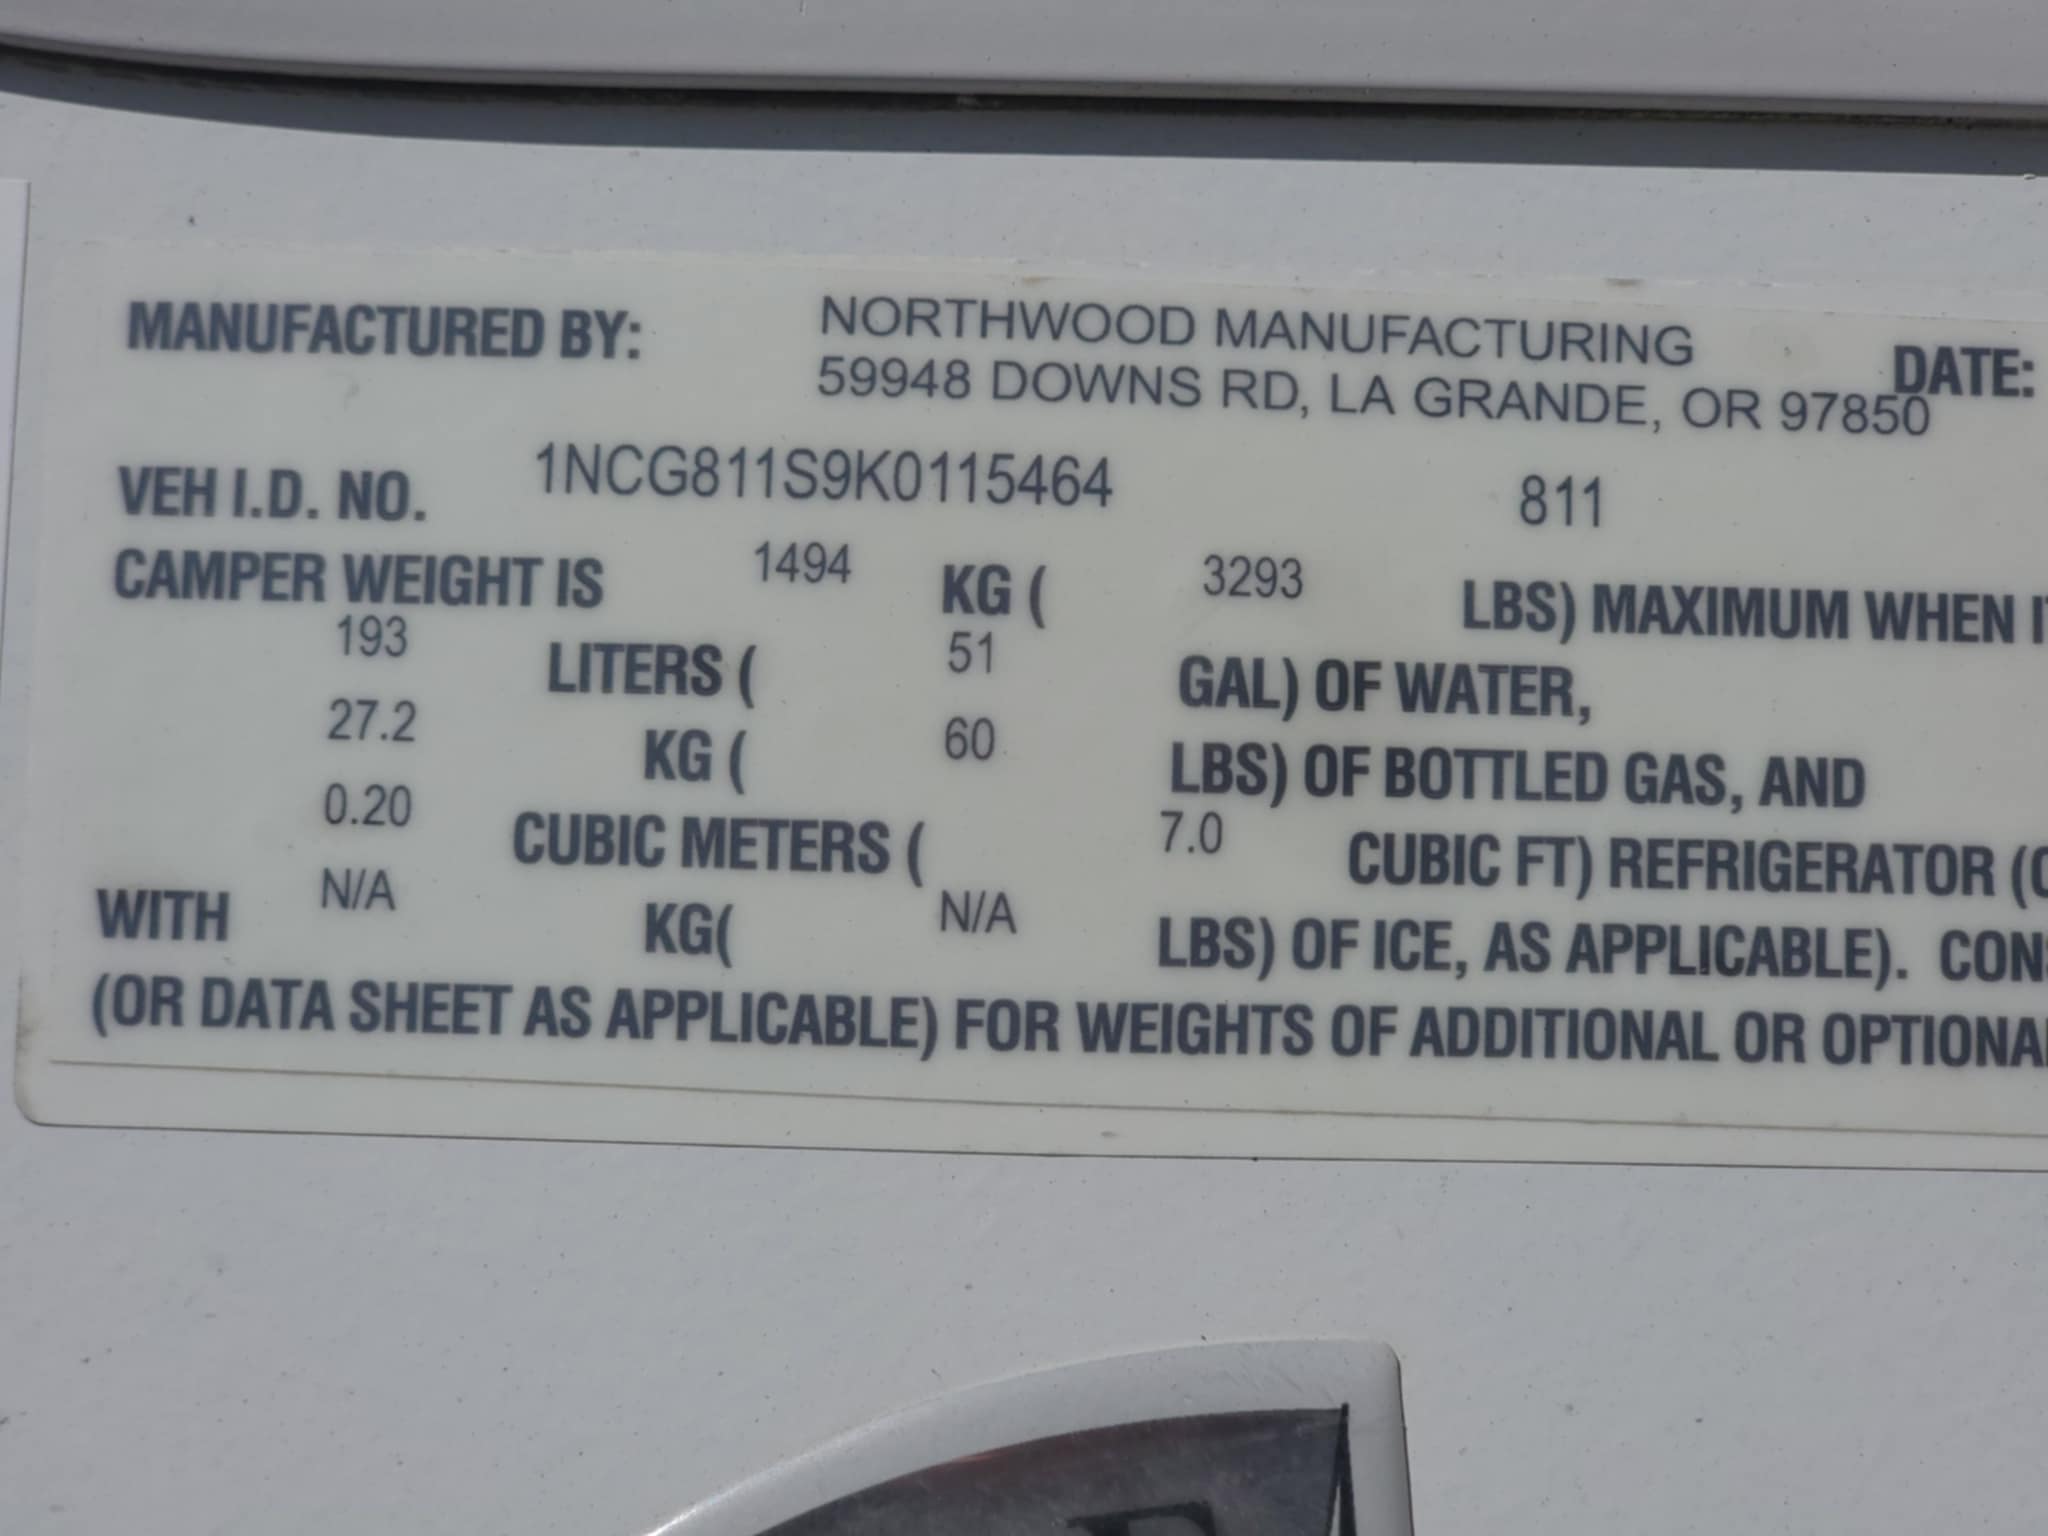 MANUFACTURED BY: NORTHWOOD MANUFACTURING DATE:
59948 DOWNS RD, LA GRANDE, OR 97850
VEH I.D. NO. 1NCG811S9K0115464 811
CAMPER WEIGHT IS 1494 KG ( 3293 LBS) MAXIMUM WHEN
193 LITERS ( 51 GAL) OF WATER,
27.2 KG ( 60 LBS) OF BOTTLED GAS, AND
0.20 CUBIC METERS ( 7.0 CUBIC FT) REFRIGERATOR (
WITH N/A KG( N/A LBS) OF ICE, AS APPLICABLE).
(OR DATA SHEET AS APPLICABLE) FOR WEIGHTS OF ADDITIONAL OR